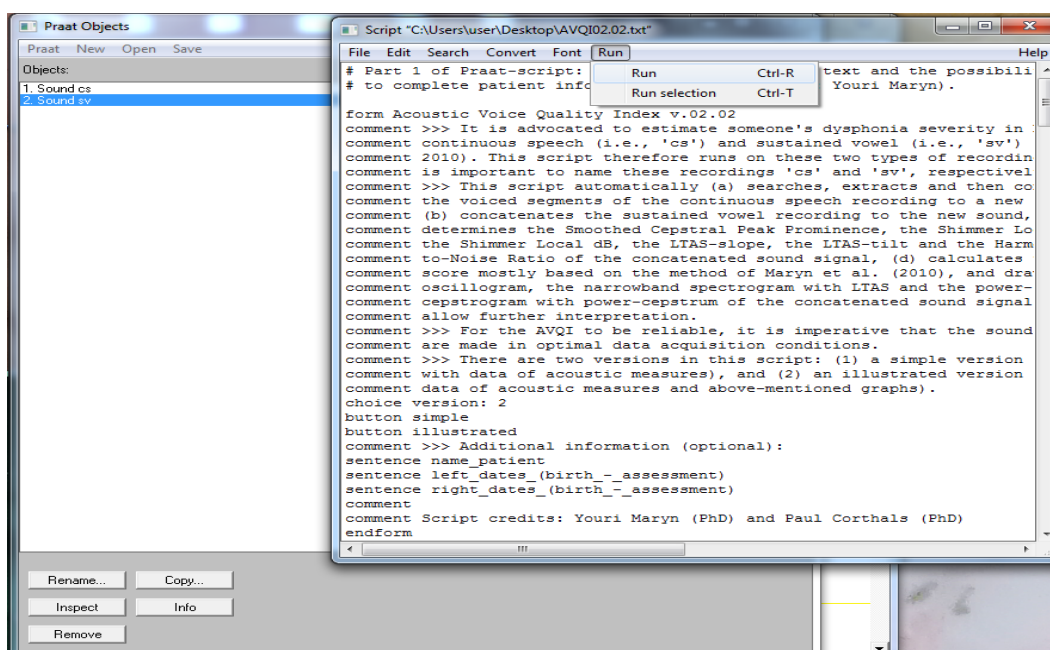 Praat Objects
Praat New Open Save
Objects:
1. Sound cs
2. Sound sv
Rename... Copy...
Inspect Info
Remove
Script "C:\Users\user\Desktop\AVQI02.02.txt"
File Edit Search Convert Font Run Help
Run Ctrl-R
Run selection Ctrl-T
# Part 1 of Praat-script: text and the possibili
# to complete patient info Youri Maryn).
form Acoustic Voice Quality Index v.02.02
comment >>> It is advocated to estimate someone's dysphonia severity in
comment continuous speech (i.e., 'cs') and sustained vowel (i.e., 'sv')
comment 2010). This script therefore runs on these two types of recordin
comment is important to name these recordings 'cs' and 'sv', respectivel
comment >>> This script automatically (a) searches, extracts and then co
comment the voiced segments of the continuous speech recording to a new
comment (b) concatenates the sustained vowel recording to the new sound,
comment determines the Smoothed Cepstral Peak Prominence, the Shimmer Lo
comment the Shimmer Local dB, the LTAS-slope, the LTAS-tilt and the Harm
comment to-Noise Ratio of the concatenated sound signal, (d) calculates
comment score mostly based on the method of Maryn et al. (2010), and dra
comment oscillogram, the narrowband spectrogram with LTAS and the power-
comment cepstrogram with power-cepstrum of the concatenated sound signal
comment allow further interpretation.
comment >>> For the AVQI to be reliable, it is imperative that the sound
comment are made in optimal data acquisition conditions.
comment >>> There are two versions in this script: (1) a simple version
comment with data of acoustic measures), and (2) an illustrated version
comment data of acoustic measures and above-mentioned graphs).
choice version: 2
button simple
button illustrated
comment >>> Additional information (optional):
sentence name_patient
sentence left_dates_(birth_-_assessment)
sentence right_dates_(birth_-_assessment)
comment
comment Script credits: Youri Maryn (PhD) and Paul Corthals (PhD)
endform